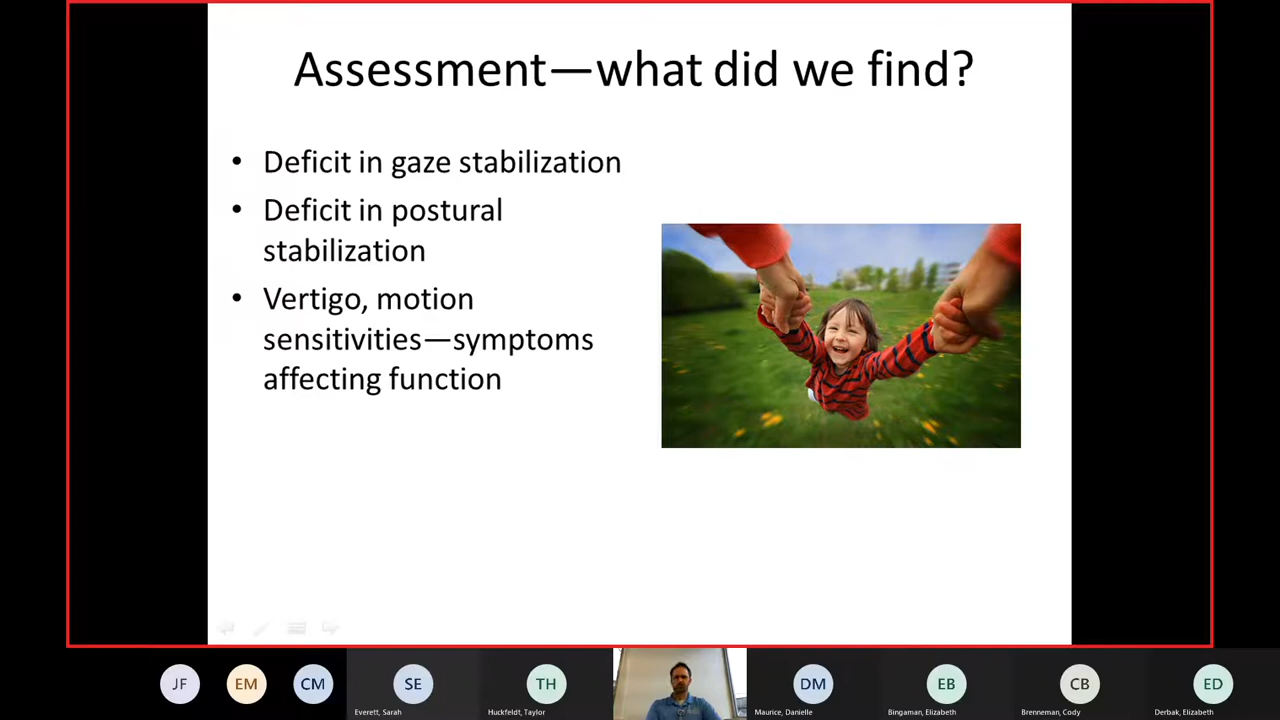 Assessment—what did we find?
• Deficit in gaze stabilization
• Deficit in postural
stabilization
• Vertigo, motion
sensitivities—symptoms
affecting function
JF
EM
CM
SE
TH
DM
EB
CB
ED
Everett, Sarah
Huckfeldt, Taylor
Maurice, Danielle
Bingaman, Elizabeth
Brenneman, Cody
Derbak, Elizabeth